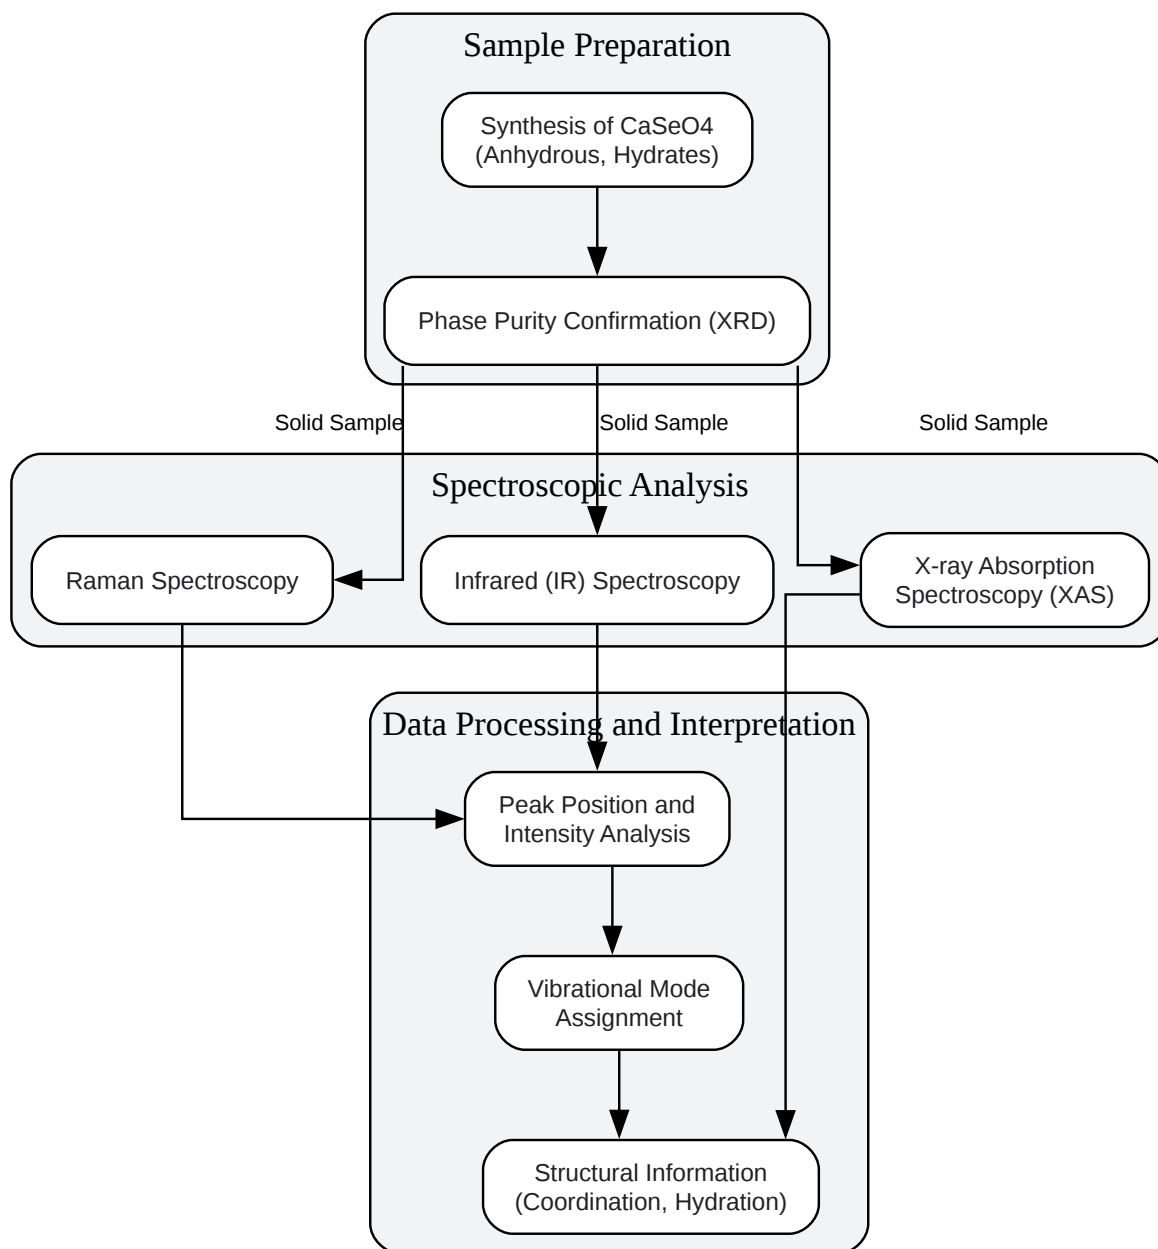 Sample Preparation
Synthesis of CaSeO4
(Anhydrous, Hydrates)
Phase Purity Confirmation (XRD)
Solid Sample
Solid Sample
Solid Sample
Spectroscopic Analysis
Raman Spectroscopy
Infrared (IR) Spectroscopy
X-ray Absorption
Spectroscopy (XAS)
Data Processing and Interpretation
Peak Position and
Intensity Analysis
Vibrational Mode
Assignment
Structural Information
(Coordination, Hydration)